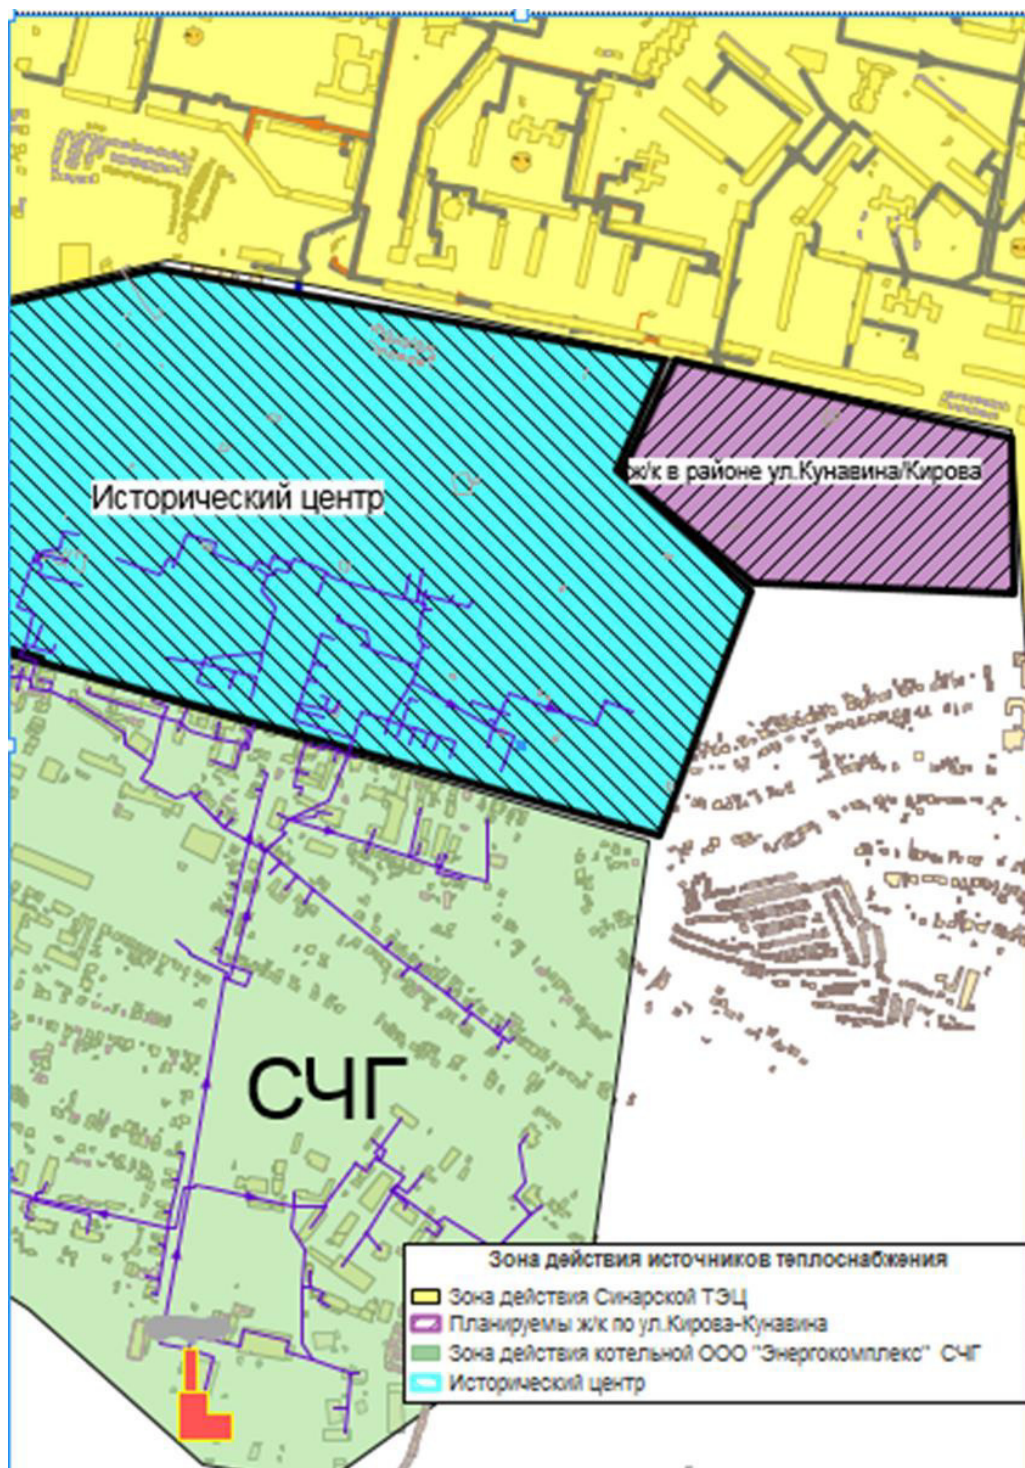 Исторический центр
ж/к в районе ул.Кунавина/Кирова
СЧГ
Зона действия источников теплоснабжения
Зона действия Синарской ТЭЦ
Планируемы ж/к по ул.Кирова-Кунавина
Зона действия котельной ООО "Энергокомплекс" СЧГ
Исторический центр